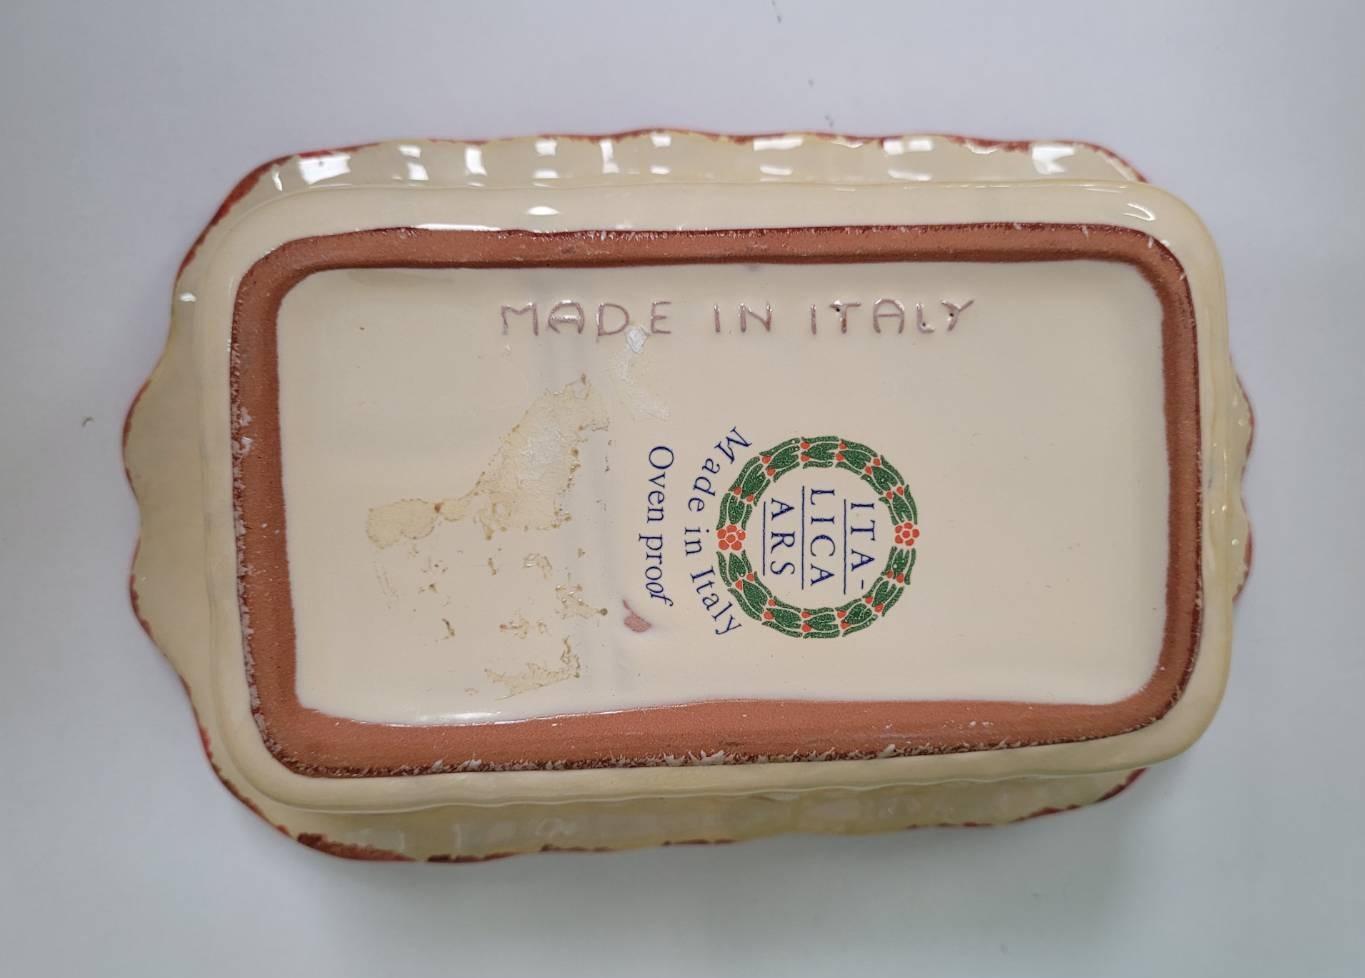 MADE IN ITALY
ITA-
LICA
ARS
Made in Italy
Oven proof